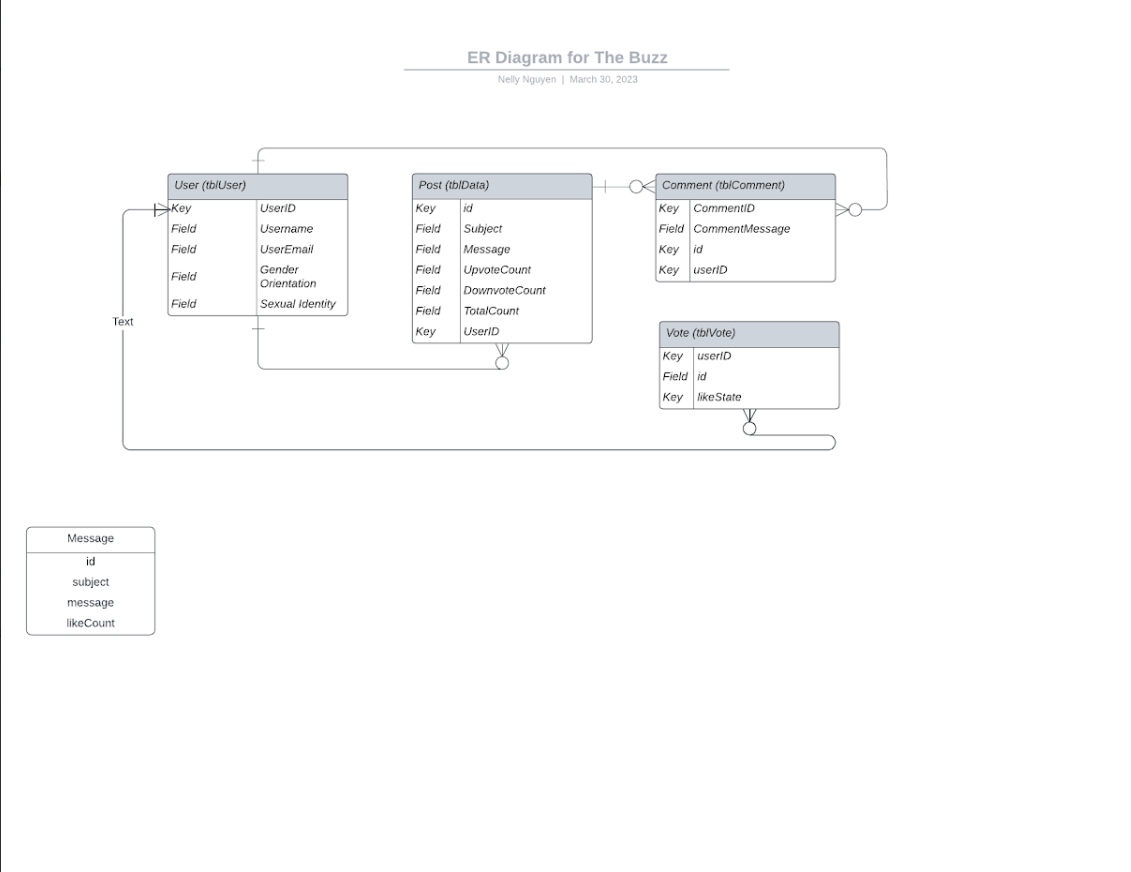 ER Diagram for The Buzz
Nelly Nguyen | March 30, 2023
User (tblUser)
Key UserID
Field Username
Field UserEmail
Field Gender
Orientation
Field Sexual Identity
Post (tblData)
Key id
Field Subject
Field Message
Field UpvoteCount
Field DownvoteCount
Field TotalCount
Key UserID
Comment (tblComment)
Key CommentID
Field CommentMessage
Key id
Key userID
Vote (tblVote)
Key userID
Field id
Key likeState
Text
Message
id
subject
message
likeCount